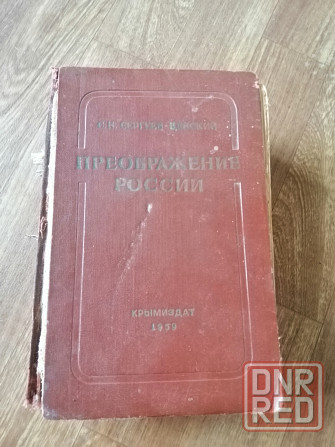 С.Н. СЕРГЕЕВ-ЦЕНСКИЙ
ПРЕОБРАЖЕНИЕ
РОССИИ
КРЫМИЗДАТ
1959
DNR
RED